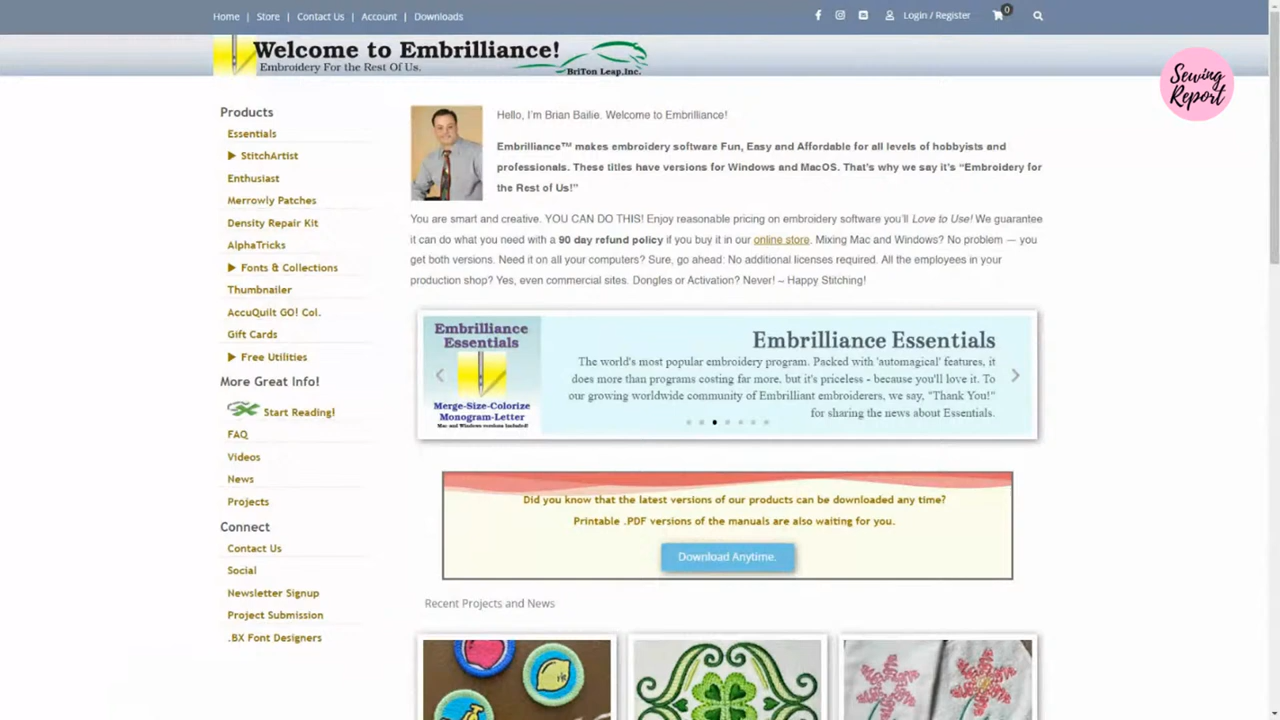 Home | Store | Contact Us | Account | Downloads
Login / Register
0
Welcome to Embrilliance!
Embroidery For the Rest Of Us.
BriTon Leap, Inc.
Sewing
Report
Products
Essentials
▶ StitchArtist
Enthusiast
Merrowly Patches
Density Repair Kit
AlphaTricks
▶ Fonts & Collections
Thumbnailer
AccuQuilt GO! Col.
Gift Cards
▶ Free Utilities
More Great Info!
Start Reading!
FAQ
Videos
News
Projects
Connect
Contact Us
Social
Newsletter Signup
Project Submission
.BX Font Designers
Hello, I'm Brian Bailie. Welcome to Embrilliance!
Embrilliance™ makes embroidery software Fun, Easy and Affordable for all levels of hobbyists and
professionals. These titles have versions for Windows and MacOS. That's why we say it's “Embroidery for
the Rest of Us!”
You are smart and creative. YOU CAN DO THIS! Enjoy reasonable pricing on embroidery software you'll Love to Use! We guarantee
it can do what you need with a 90 day refund policy if you buy it in our online store. Mixing Mac and Windows? No problem — you
get both versions. Need it on all your computers? Sure, go ahead: No additional licenses required. All the employees in your
production shop? Yes, even commercial sites. Dongles or Activation? Never! ~ Happy Stitching!
Embrilliance
Essentials
Merge-Size-Colorize
Monogram-Letter
Mac and Windows versions Included!
Embrilliance Essentials
The world's most popular embroidery program. Packed with 'automagical' features, it
does more than programs costing far more, but it's priceless - because you'll love it. To
our growing worldwide community of Embrilliant embroiderers, we say, "Thank You!"
for sharing the news about Essentials.
Did you know that the latest versions of our products can be downloaded any time?
Printable .PDF versions of the manuals are also waiting for you.
Download Anytime.
Recent Projects and News